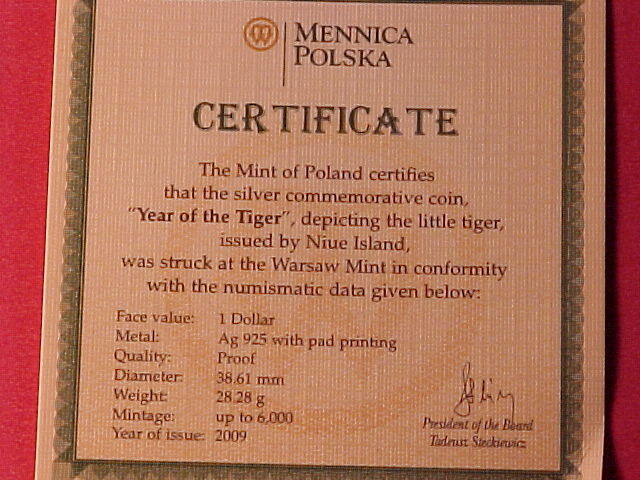 MENNICA
POLSKA
CERTIFICATE
The Mint of Poland certifies
that the silver commemorative coin,
"Year of the Tiger", depicting the little tiger,
issued by Niue Island,
was struck at the Warsaw Mint in conformity
with the numismatic data given below:
Face value: 1 Dollar
Metal: Ag 925 with pad printing
Quality: Proof
Diameter: 38.61 mm
Weight: 28.28 g
Mintage: up to 6,000
Year of issue: 2009
President of the Board
Tadeusz Steckiewicz